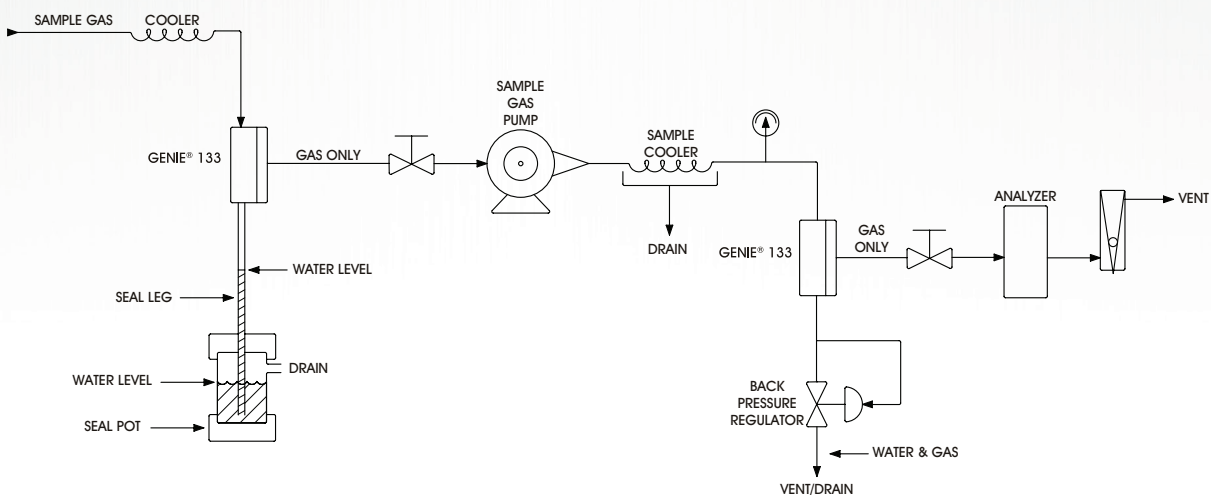 SAMPLE GAS
COOLER
GENIE® 133
GAS ONLY
SAMPLE
GAS
PUMP
SAMPLE
COOLER
DRAIN
GENIE® 133
GAS
ONLY
ANALYZER
VENT
WATER LEVEL
SEAL LEG
DRAIN
WATER LEVEL
SEAL POT
BACK
PRESSURE
REGULATOR
WATER & GAS
VENT/DRAIN